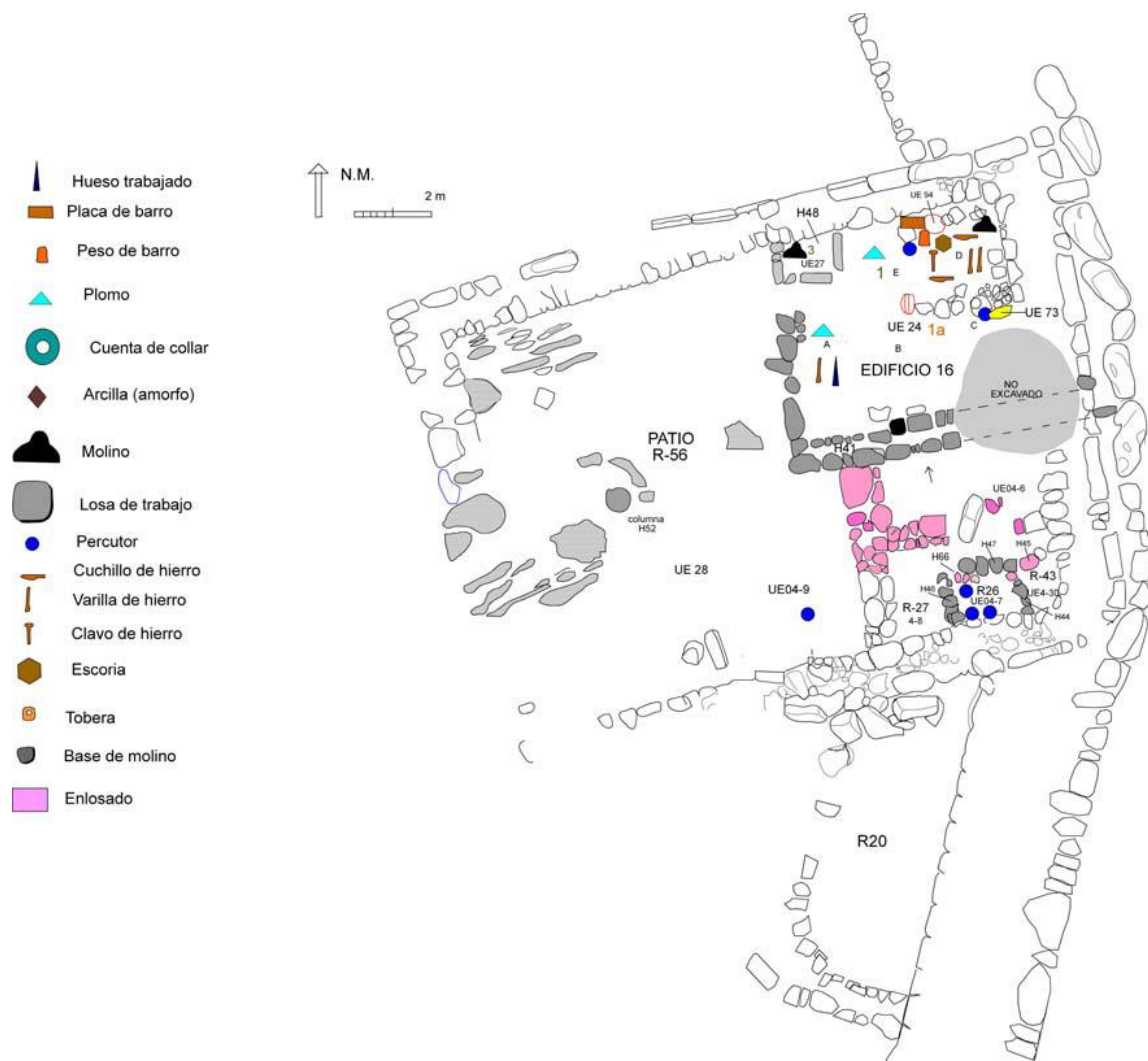 Hueso trabajado
Placa de barro
Peso de barro
Plomo
Cuenta de collar
Arcilla (amorfo)
Molino
Losa de trabajo
Percutor
Cuchillo de hierro
Varilla de hierro
Clavo de hierro
Escoria
Tobera
Base de molino
Enlosado
N.M.
2 m
UE 94
H48
3
UE27
1
E
D
UE 24
1a
C
UE 73
A
B
EDIFICIO 16
NO
EXCAVADO
PATIO
R-56
H41
columna
H52
UE04-6
UE 28
H47
H45
H66
R-43
UE04-9
H46
R26
UE4-30
UE04-7
R-27
4-8
H44
R20